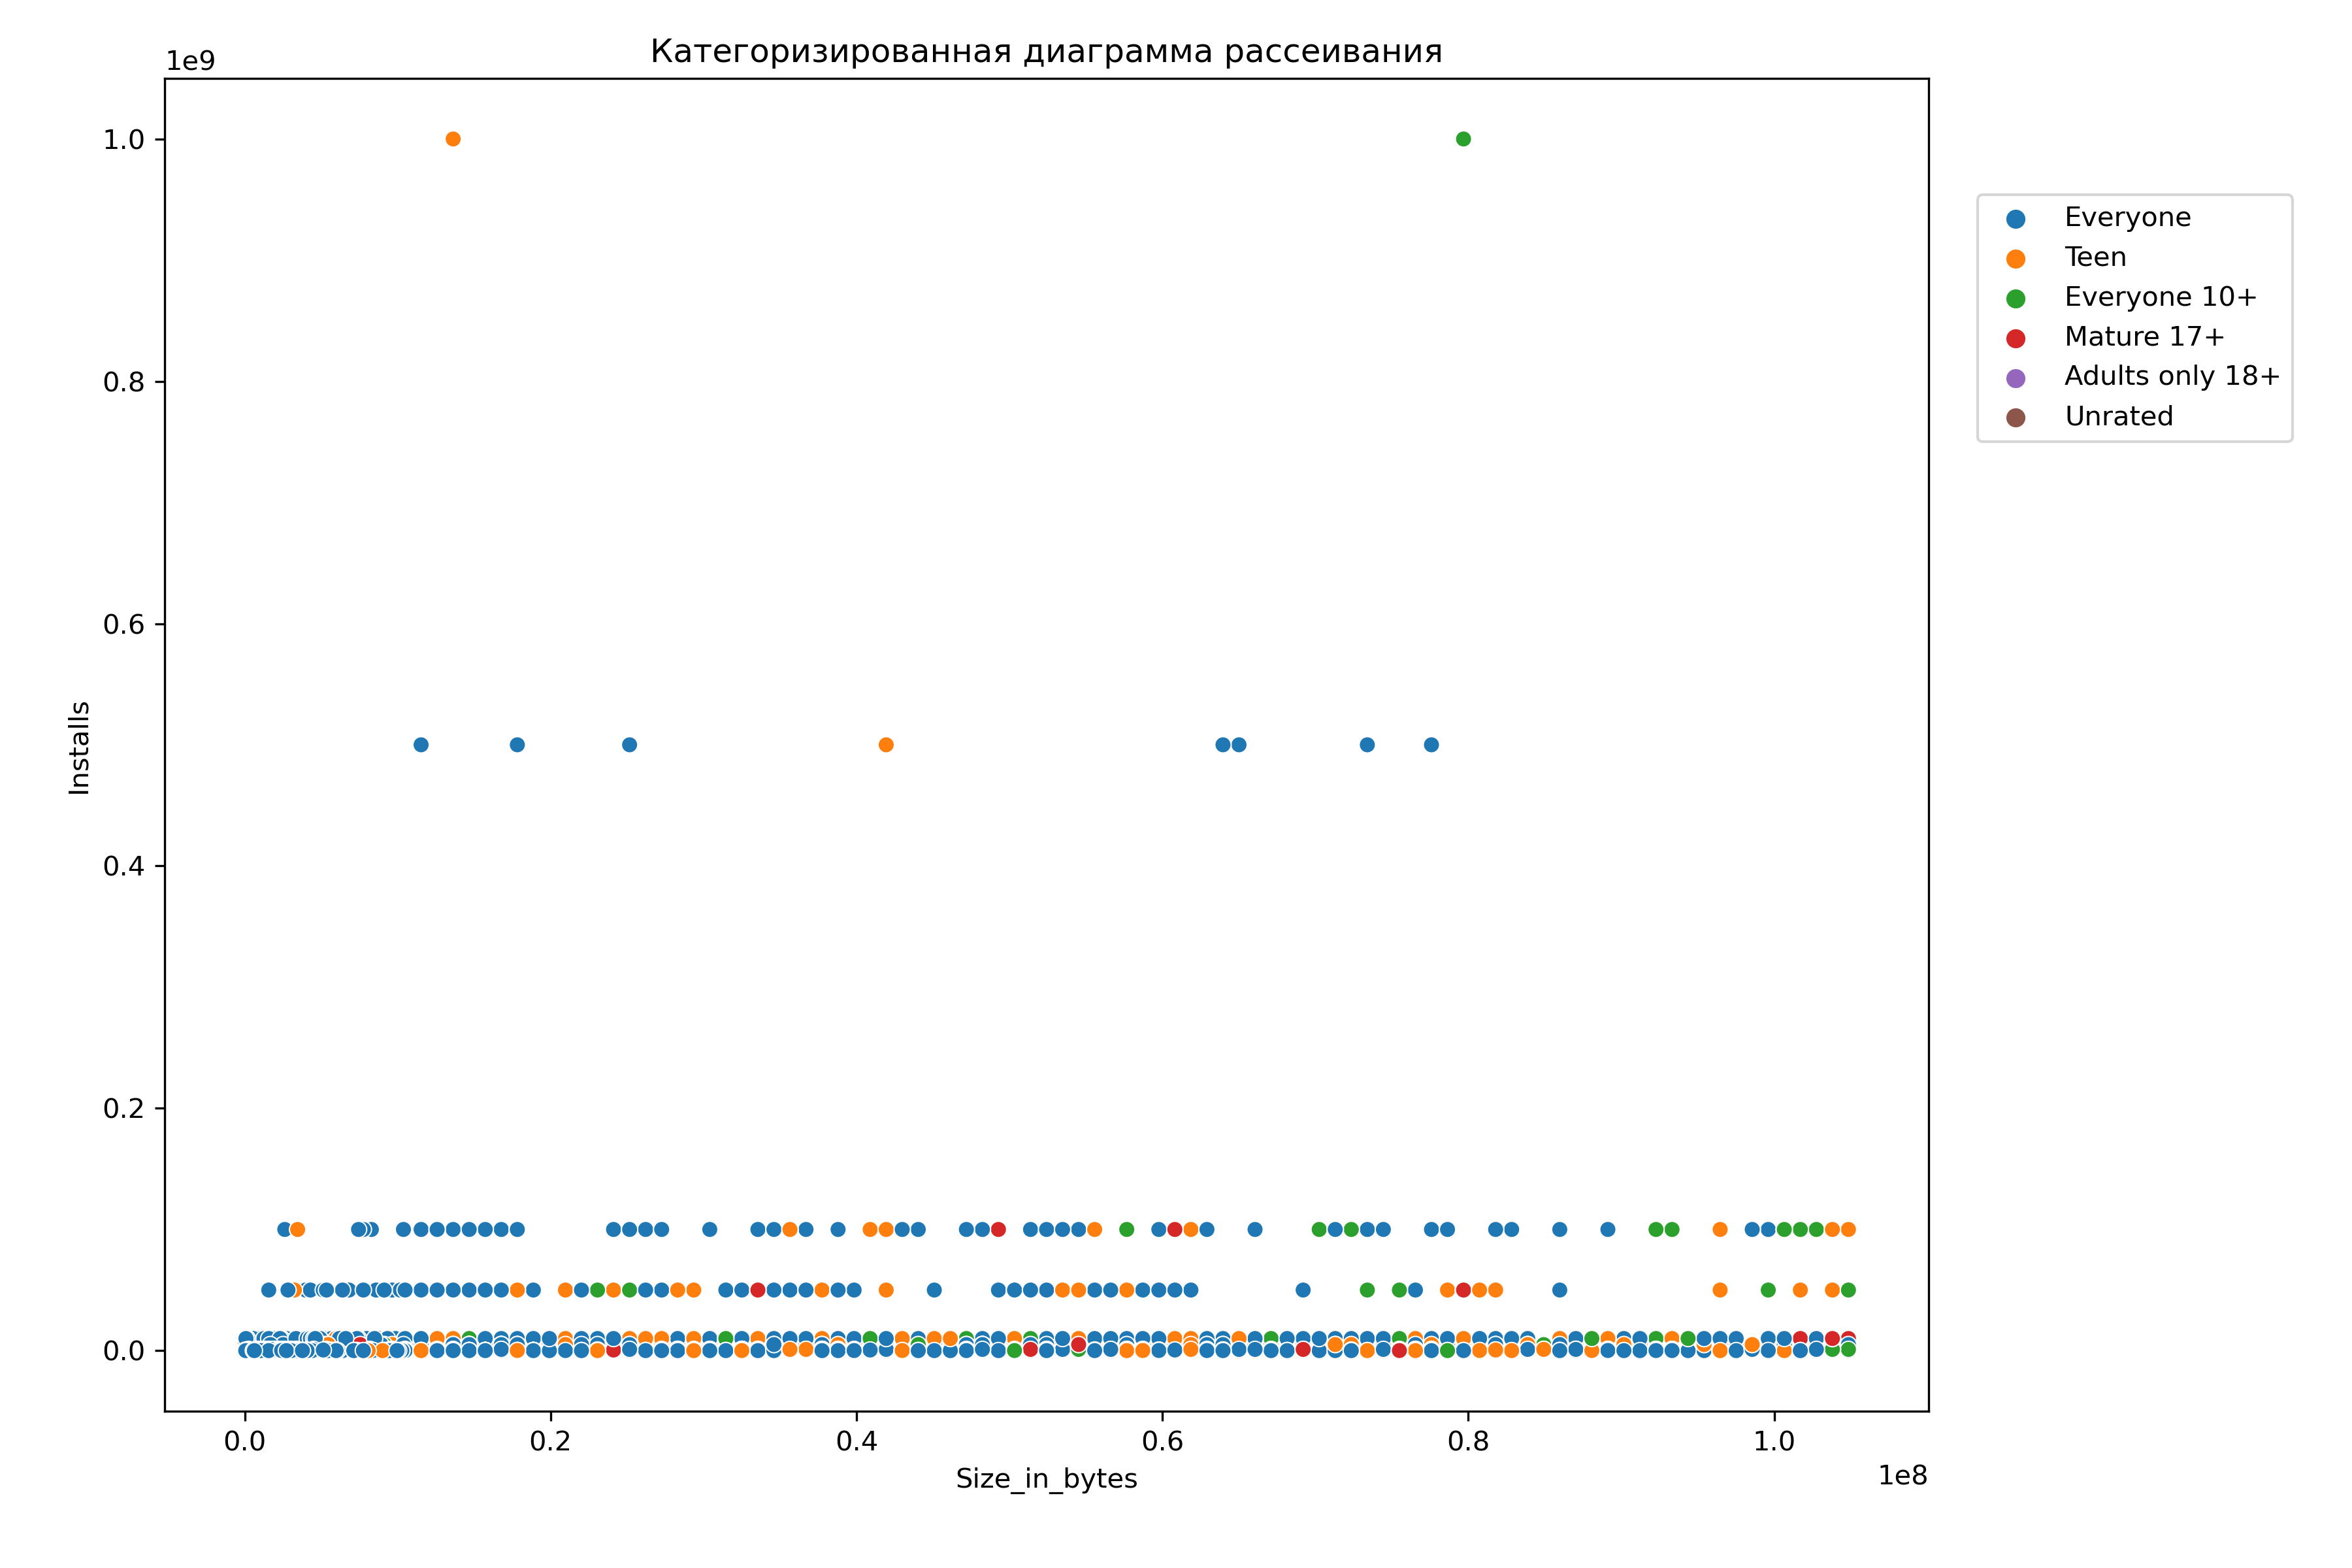 Категоризированная диаграмма рассеивания
1e9
1.0
0.8
0.6
0.4
0.2
0.0
Installs
0.0 0.2 0.4 0.6 0.8 1.0
Size_in_bytes
1e8
Everyone
Teen
Everyone 10+
Mature 17+
Adults only 18+
Unrated